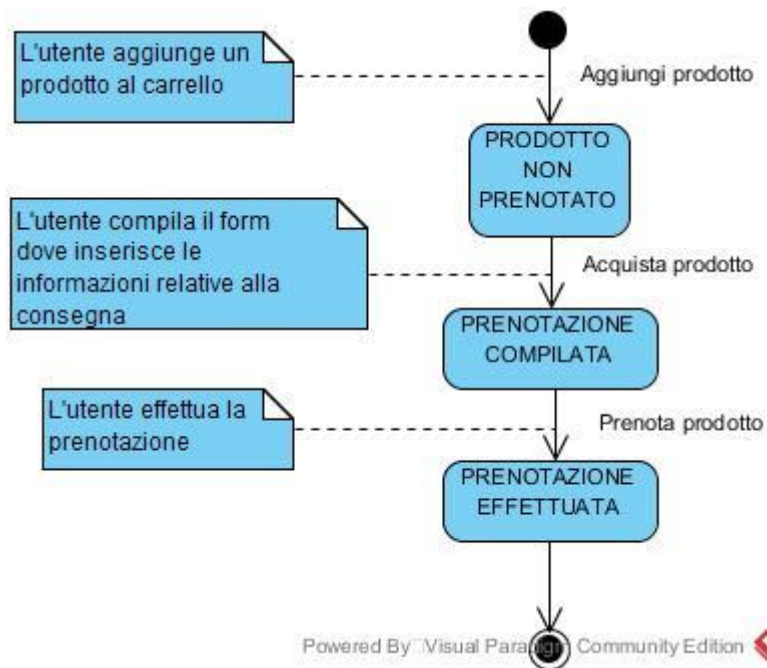 L'utente aggiunge un
prodotto al carrello
Aggiungi prodotto
PRODOTTO
NON
PRENOTATO
L'utente compila il form
dove inserisce le
informazioni relative alla
consegna
Acquista prodotto
PRENOTAZIONE
COMPILATA
L'utente effettua la
prenotazione
Prenota prodotto
PRENOTAZIONE
EFFETTUATA
Powered By Visual Paradigm Community Edition